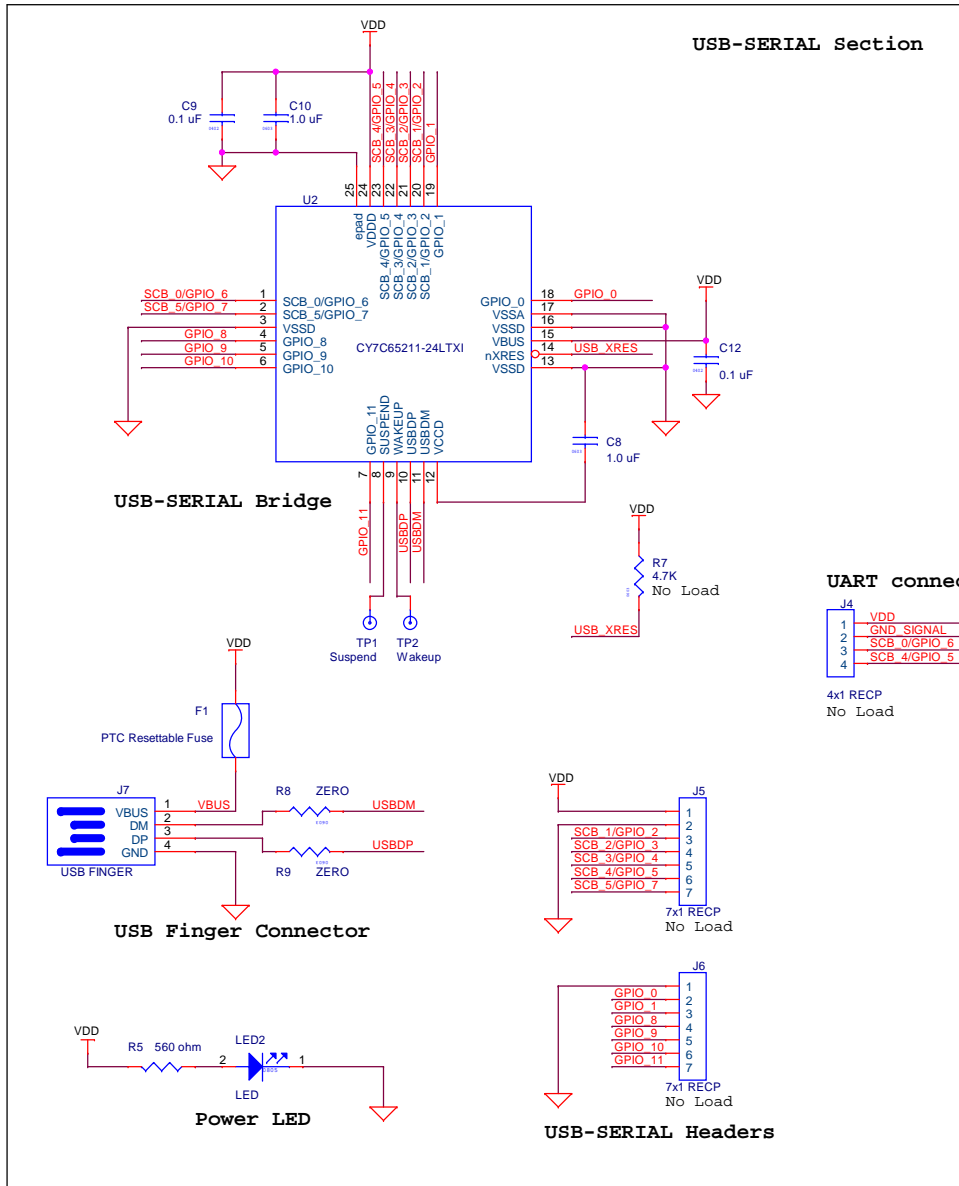 USB-SERIAL Section
VDD
C9
0.1 uF
C10
1.0 uF
SCB_4/GPIO_5
SCB_3/GPIO_4
SCB_2/GPIO_3
SCB_1/GPIO_2
GPIO_1
25
24
23
22
21
20
19
U2
epad
VDDD
SCB_4/GPIO_5
SCB_3/GPIO_4
SCB_2/GPIO_3
SCB_1/GPIO_2
GPIO_1
SCB_0/GPIO_6 1 SCB_0/GPIO_6
SCB_5/GPIO_7 2 SCB_5/GPIO_7
3 VSSD
GPIO_8 4 GPIO_8
GPIO_9 5 GPIO_9
GPIO_10 6 GPIO_10
CY7C65211-24LTXI
GPIO_0 18 GPIO_0
VSSA 17
VSSD 16
VBUS 15
nXRES 14 USB_XRES
VSSD 13
VDD
C12
0.1 uF
GPIO_11
SUSPEND
WAKEUP
USBDP
USBDM
VCCD
7
8
9
10
11
12
C8
1.0 uF
USB-SERIAL Bridge
GPIO_11
USBDP
USBDM
TP1
Suspend
TP2
Wakeup
VDD
R7
4.7K
No Load
USB_XRES
UART connec
J4
1 VDD
2 GND_SIGNAL
3 SCB_0/GPIO_6
4 SCB_4/GPIO_5
4x1 RECP
No Load
VDD
F1
PTC Resettable Fuse
J7
VBUS 1 VBUS
DM 2
DP 3
GND 4
USB FINGER
R8 ZERO USBDM
R9 ZERO USBDP
USB Finger Connector
VDD
J5
1
2
SCB_1/GPIO_2 3
SCB_2/GPIO_3 4
SCB_3/GPIO_4 5
SCB_4/GPIO_5 6
SCB_5/GPIO_7 7
7x1 RECP
No Load
J6
1
GPIO_0 2
GPIO_1 3
GPIO_8 4
GPIO_9 5
GPIO_10 6
GPIO_11 7
7x1 RECP
No Load
USB-SERIAL Headers
VDD
R5 560 ohm
2 LED2 1
0805
LED
Power LED